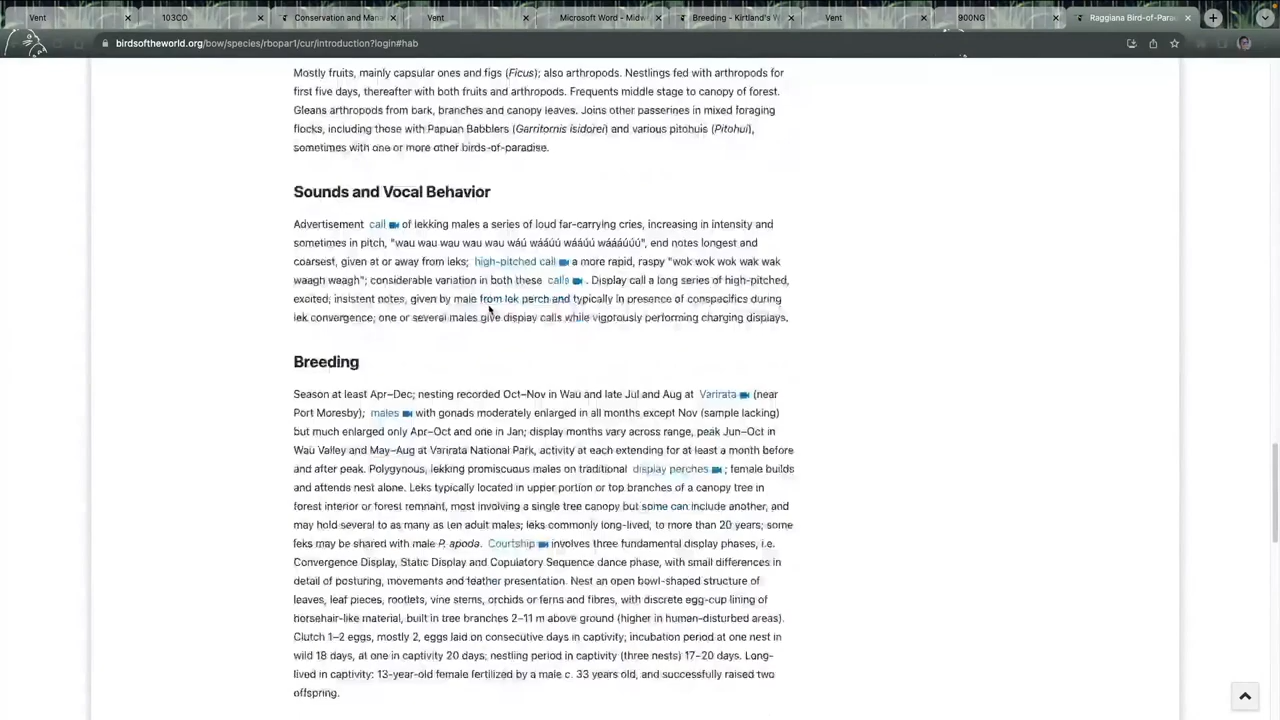 Vent
103CO
Conservation and Man
Vent
Microsoft Word - Midw
Breeding - Kirtland's W
Vent
900NG
Raggiana Bird-of-Para
birdsoftheworld.org/bow/species/rbopar1/cur/introduction?login#hab
Mostly fruits, mainly capsular ones and figs (Ficus); also arthropods. Nestlings fed with arthropods for
first five days, thereafter with both fruits and arthropods. Frequents middle stage to canopy of forest.
Gleans arthropods from bark, branches and canopy leaves. Joins other passerines in mixed foraging
flocks, including those with Papuan Babblers (Garritornis isidorei) and various pitohuis (Pitohui),
sometimes with one or more other birds-of-paradise.
Sounds and Vocal Behavior
Advertisement call of lekking males a series of loud far-carrying cries, increasing in intensity and
sometimes in pitch, "wau wau wau wau wau wáú wááúú wááúú wáááúúú", end notes longest and
coarsest, given at or away from leks; high-pitched call a more rapid, raspy "wok wok wok wak wak
waagh waagh"; considerable variation in both these calls . Display call a long series of high-pitched,
excited; insistent notes, given by male from lek perch and typically in presence of conspecifics during
lek convergence; one or several males give display calls while vigorously performing charging displays.
Breeding
Season at least Apr–Dec; nesting recorded Oct–Nov in Wau and late Jul and Aug at Varirata (near
Port Moresby); males with gonads moderately enlarged in all months except Nov (sample lacking)
but much enlarged only Apr–Oct and one in Jan; display months vary across range, peak Jun–Oct in
Wau Valley and May–Aug at Varirata National Park, activity at each extending for at least a month before
and after peak. Polygynous, lekking promiscuous males on traditional display perches ; female builds
and attends nest alone. Leks typically located in upper portion or top branches of a canopy tree in
forest interior or forest remnant, most involving a single tree canopy but some can include another, and
may hold several to as many as ten adult males; leks commonly long-lived, to more than 20 years; some
leks may be shared with male P. apoda. Courtship involves three fundamental display phases, i.e.
Convergence Display, Static Display and Copulatory Sequence dance phase, with small differences in
detail of posturing, movements and feather presentation. Nest an open bowl-shaped structure of
leaves, leaf pieces, rootlets, vine stems, orchids or ferns and fibres, with discrete egg-cup lining of
horsehair-like material, built in tree branches 2–11 m above ground (higher in human-disturbed areas).
Clutch 1–2 eggs, mostly 2, eggs laid on consecutive days in captivity; incubation period at one nest in
wild 18 days, at one in captivity 20 days; nestling period in captivity (three nests) 17–20 days. Long-
lived in captivity: 13-year-old female fertilized by a male c. 33 years old, and successfully raised two
offspring.